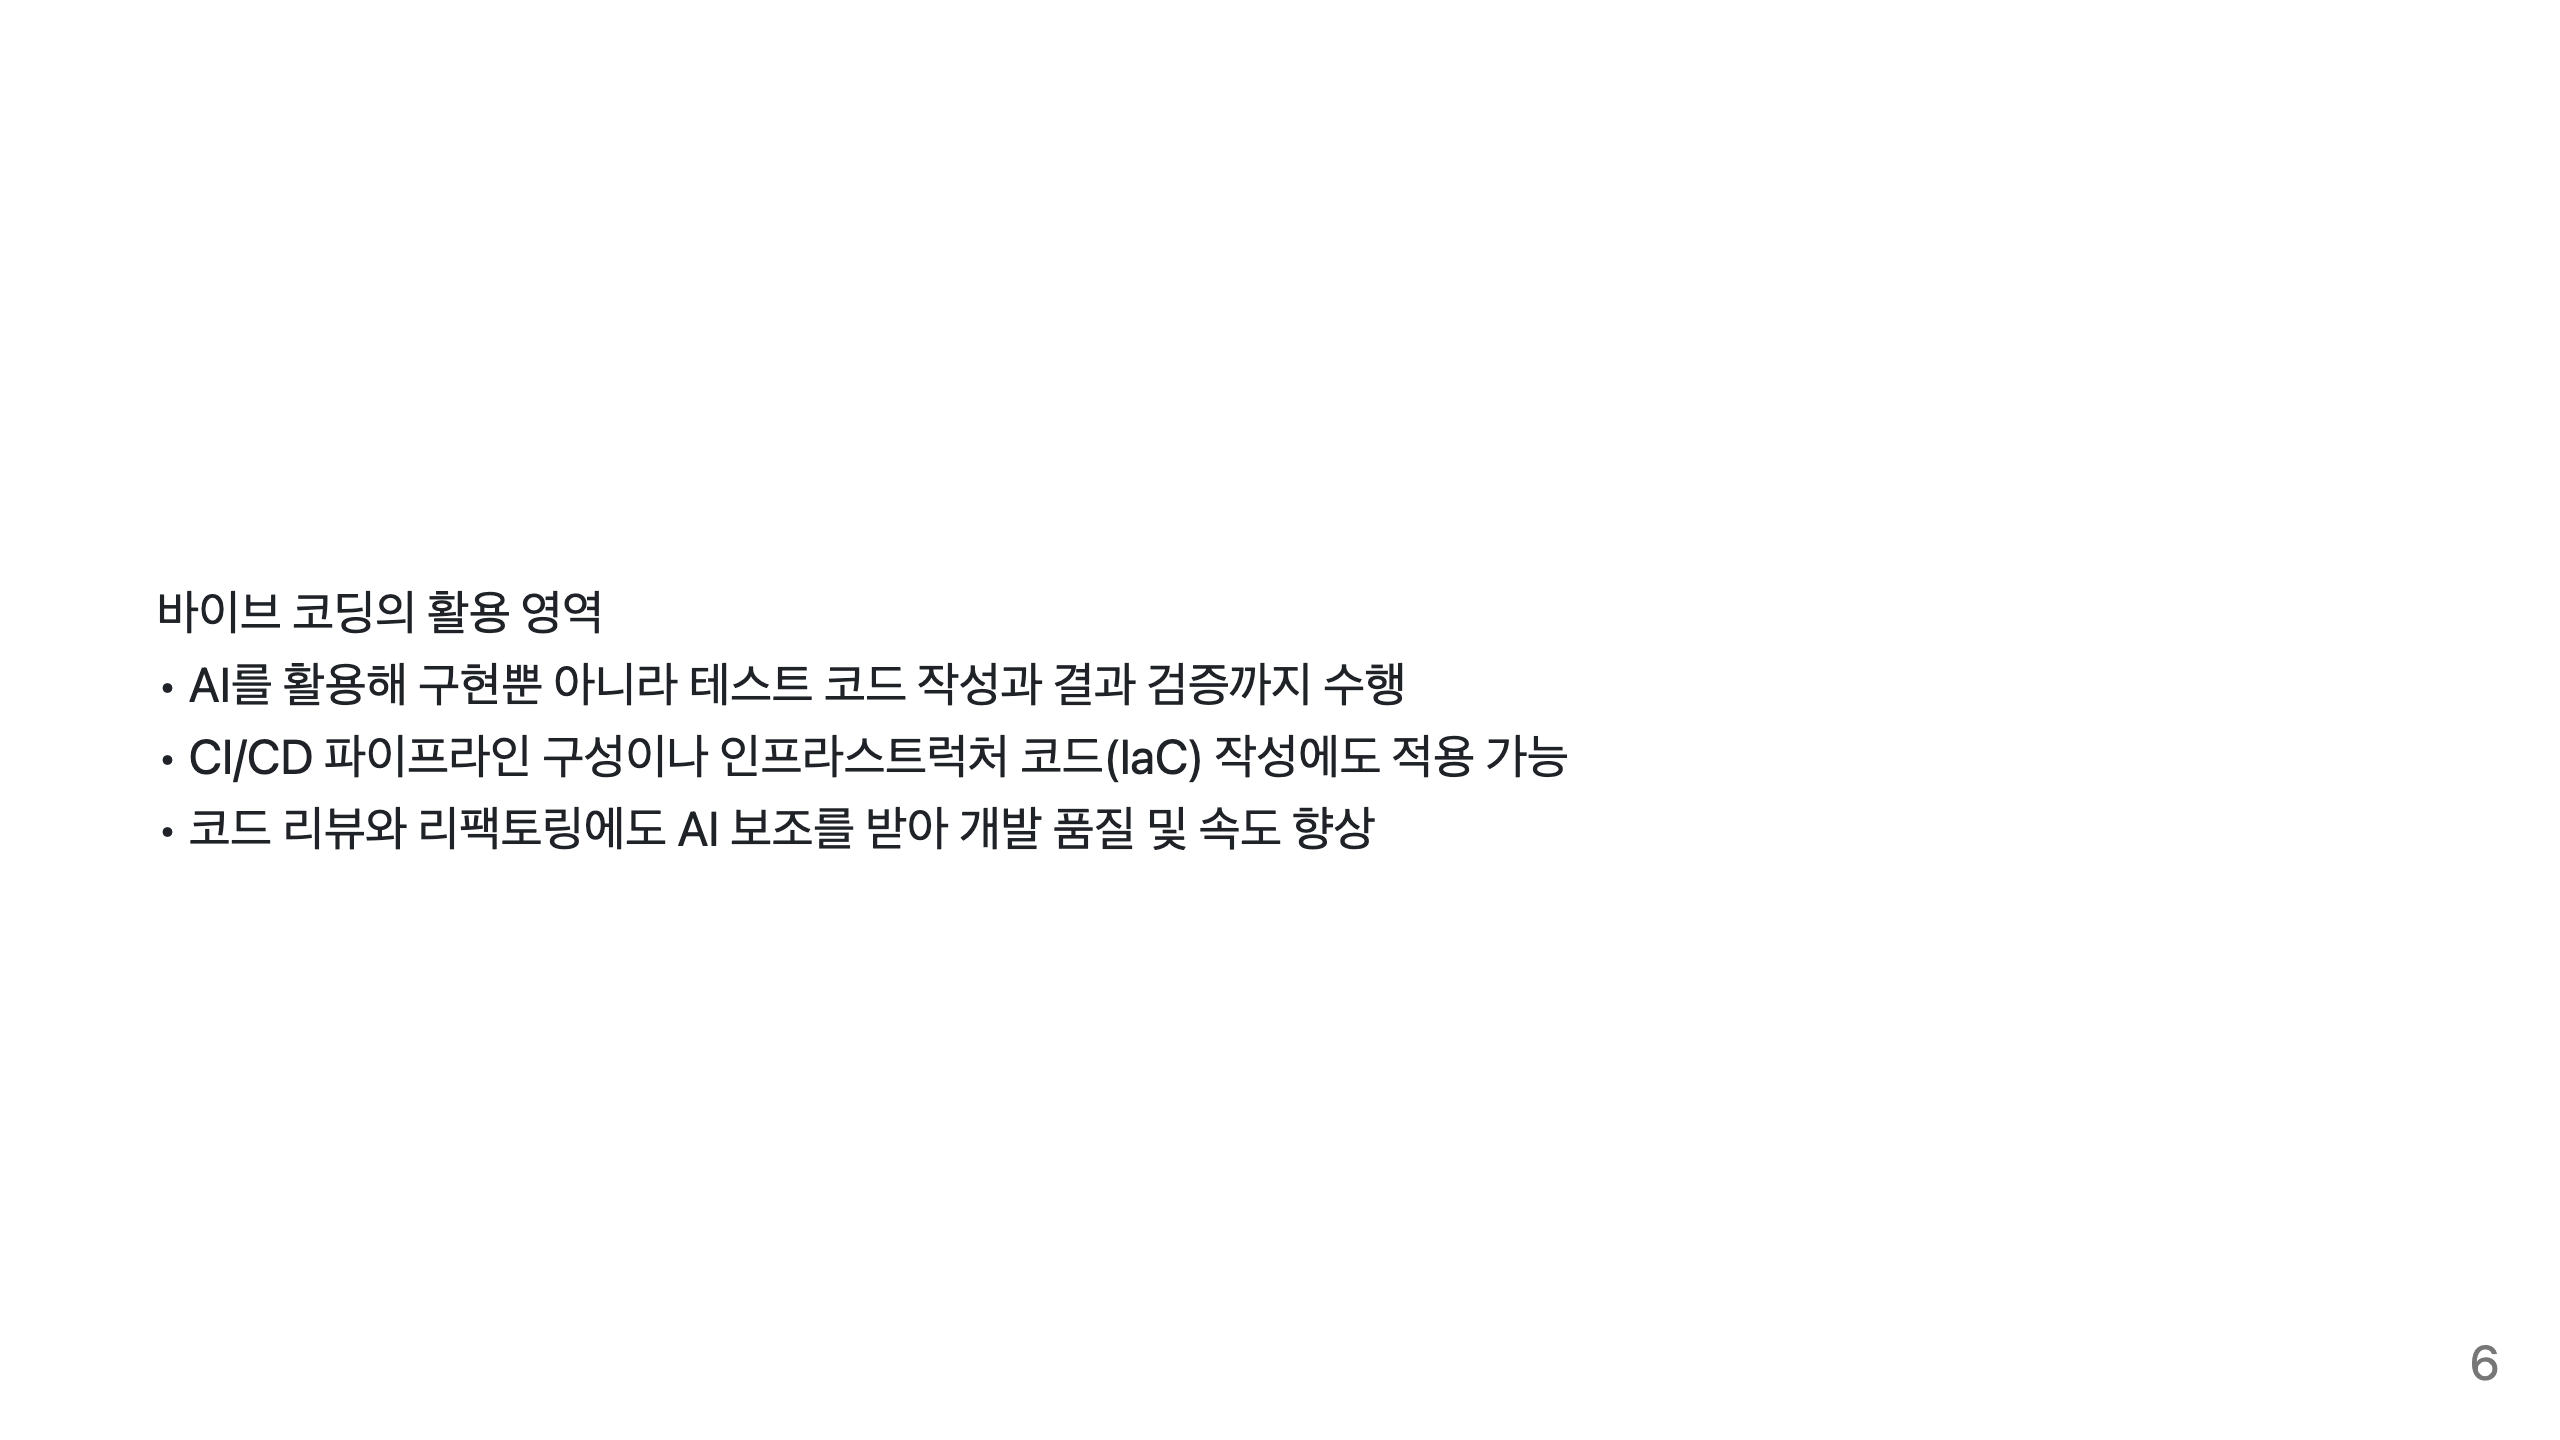 바이브 코딩의 활용 영역
• AI를 활용해 구현뿐 아니라 테스트 코드 작성과 결과 검증까지 수행
• CI/CD 파이프라인 구성이나 인프라스트럭처 코드(IaC) 작성에도 적용 가능
• 코드 리뷰와 리팩토링에도 AI 보조를 받아 개발 품질 및 속도 향상
6